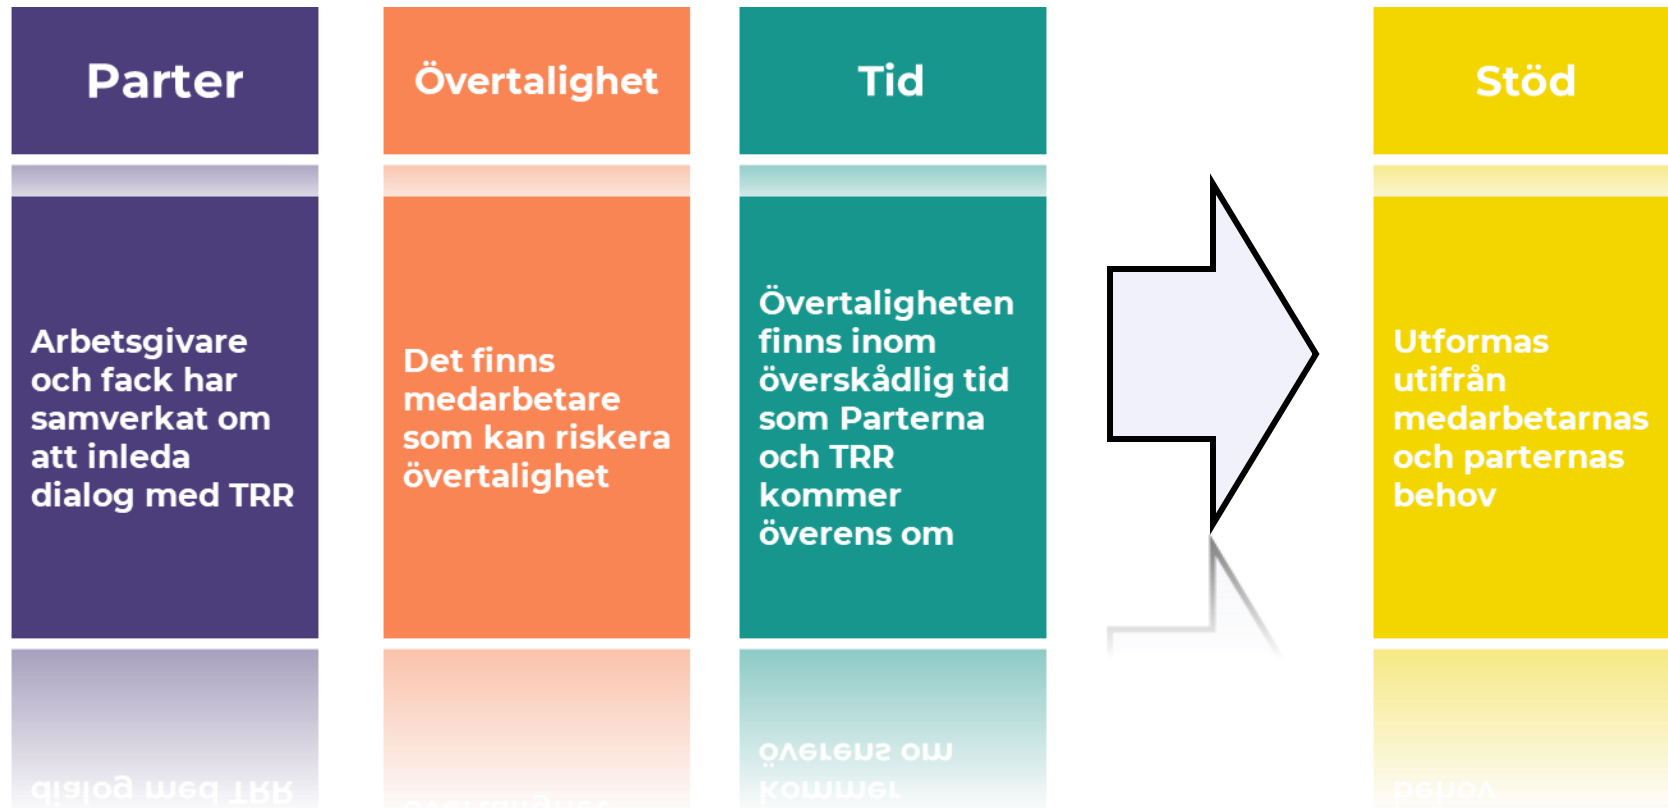 Parter
Arbetsgivare
och fack har
samverkat om
att inleda
dialog med TRR
Övertalighet
Det finns
medarbetare
som kan riskera
övertalighet
Tid
Övertaligheten
finns inom
överskådlig tid
som Parterna
och TRR
kommer
överens om
Stöd
Utformas
utifrån
medarbetarnas
och parternas
behov